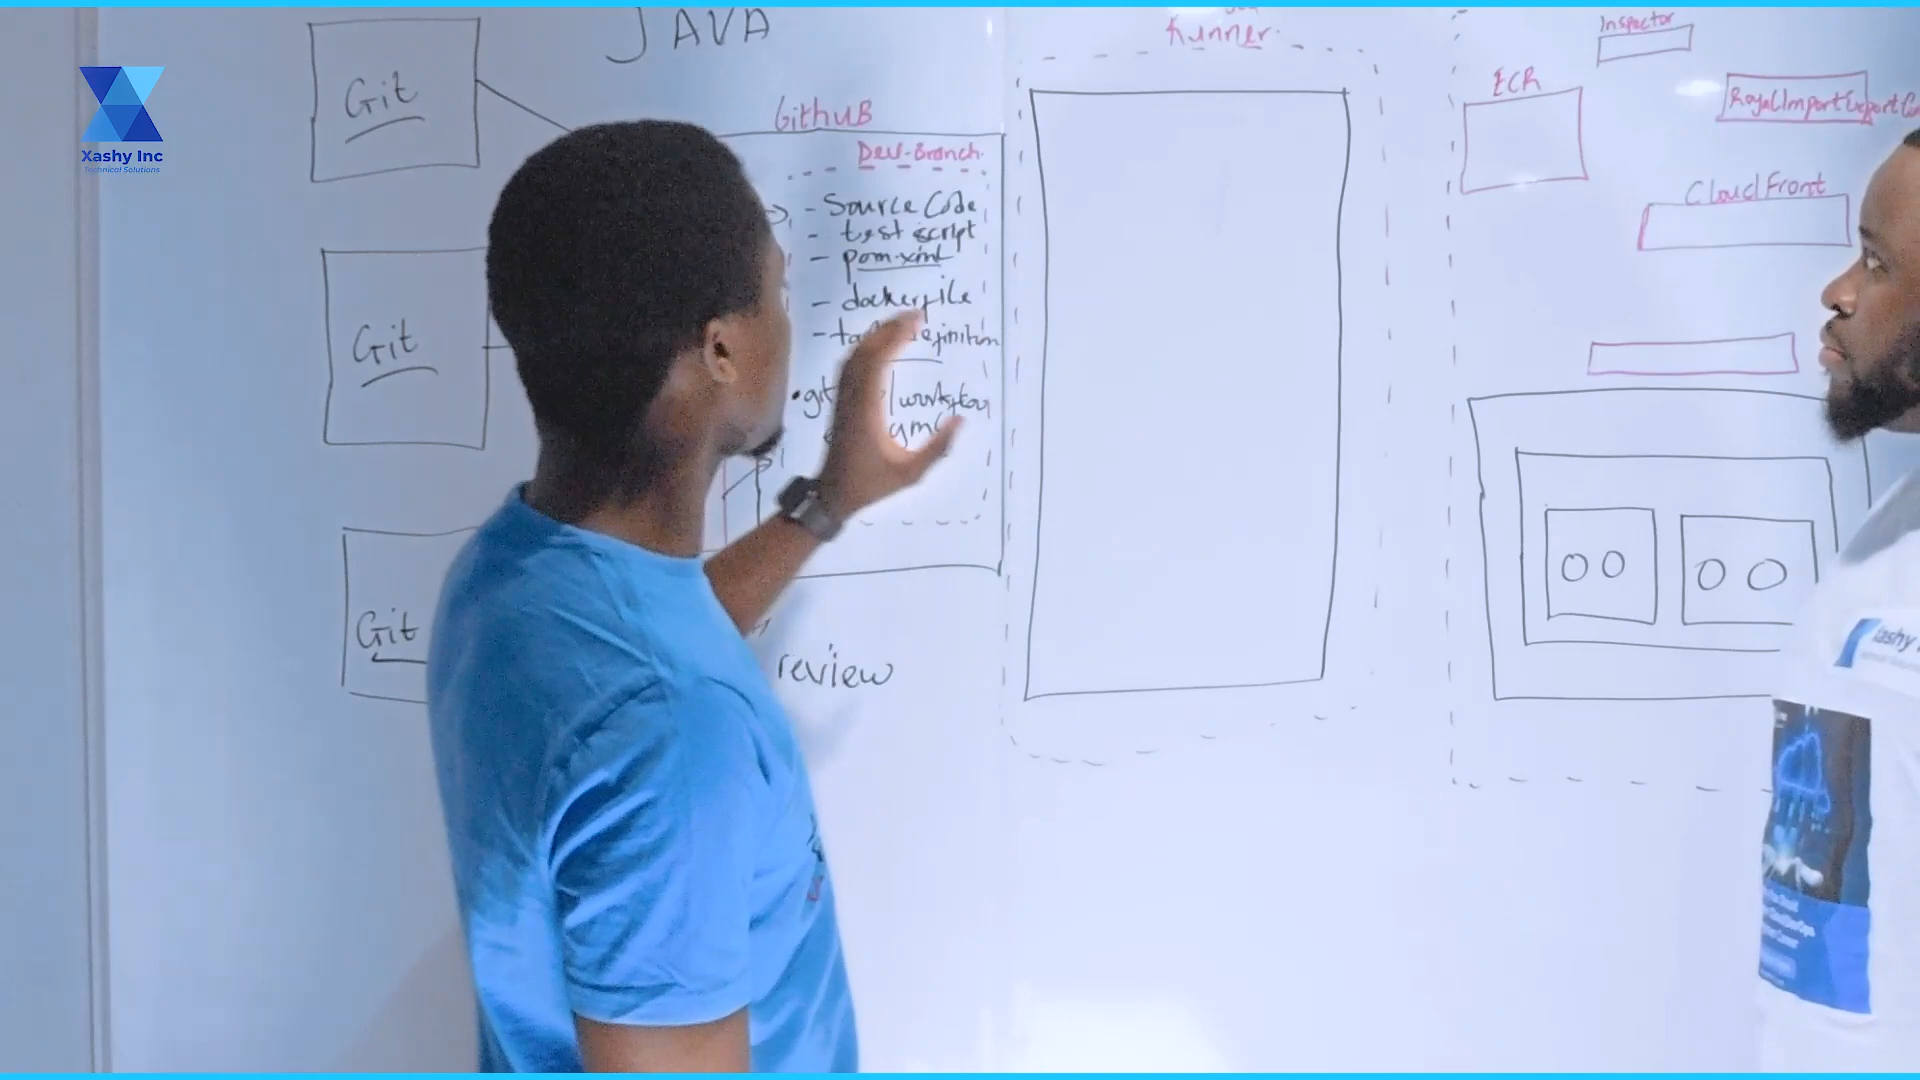 Xashy Inc
Technical Solutions
JAVA
Git
Git
Git
GithuB
Dev-Branch
- Source Code
- test script
- pom.xml
- dockerfile
review
Runner
Inspector
ECR
CloudFront